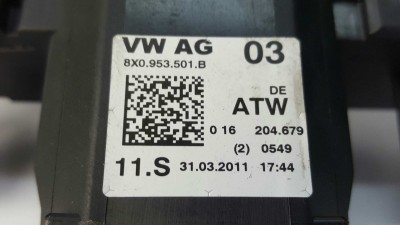 VW AG 03
8X0.953.501.B
DE
ATW
0 16 204.679
(2) 0549
11.S 31.03.2011 17:44